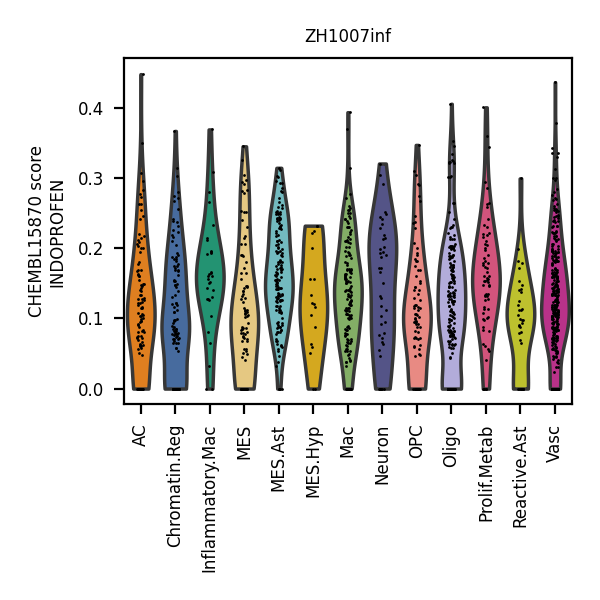 ZH1007inf
CHEMBL15870 score
INDOPROFEN
0.4
0.3
0.2
0.1
0.0
AC
Chromatin.Reg
Inflammatory.Mac
MES
MES.Ast
MES.Hyp
Mac
Neuron
OPC
Oligo
Prolif.Metab
Reactive.Ast
Vasc